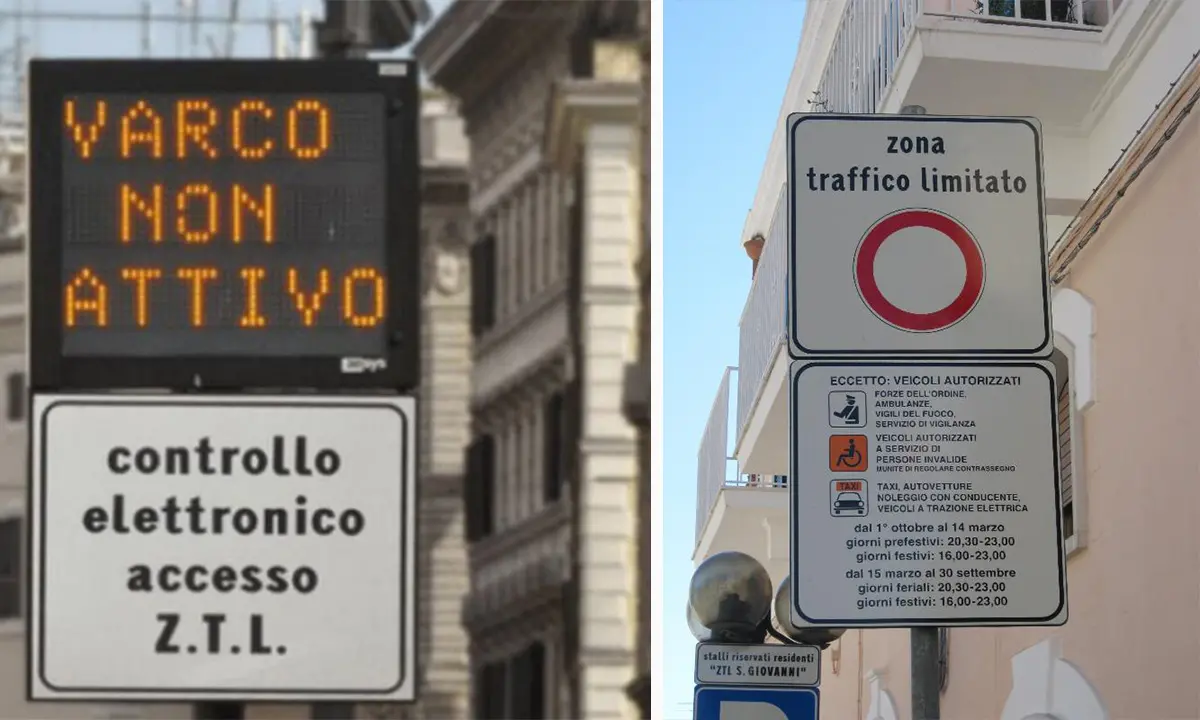 VARCO
NON
ATTIVO
controllo
elettronico
accesso
Z.T.L.
zona
traffico limitato
ECCETTO: VEICOLI AUTORIZZATI
FORZE DELL'ORDINE,
AMBULANZE,
VIGILI DEL FUOCO,
SERVIZIO DI VIGILANZA
VEICOLI AUTORIZZATI
A SERVIZIO DI
PERSONE INVALIDE
MUNITE DI REGOLARE CONTRASSEGNO
TAXI
TAXI, AUTOVETTURE
NOLEGGIO CON CONDUCENTE,
VEICOLI A TRAZIONE ELETTRICA
dal 1° ottobre al 14 marzo
giorni prefestivi: 20,30-23,00
giorni festivi: 16,00-23,00
dal 15 marzo al 30 settembre
giorni feriali: 20,30-23,00
giorni festivi: 16,00-23,00
stalli riservati residenti
"ZTL S. GIOVANNI"
P